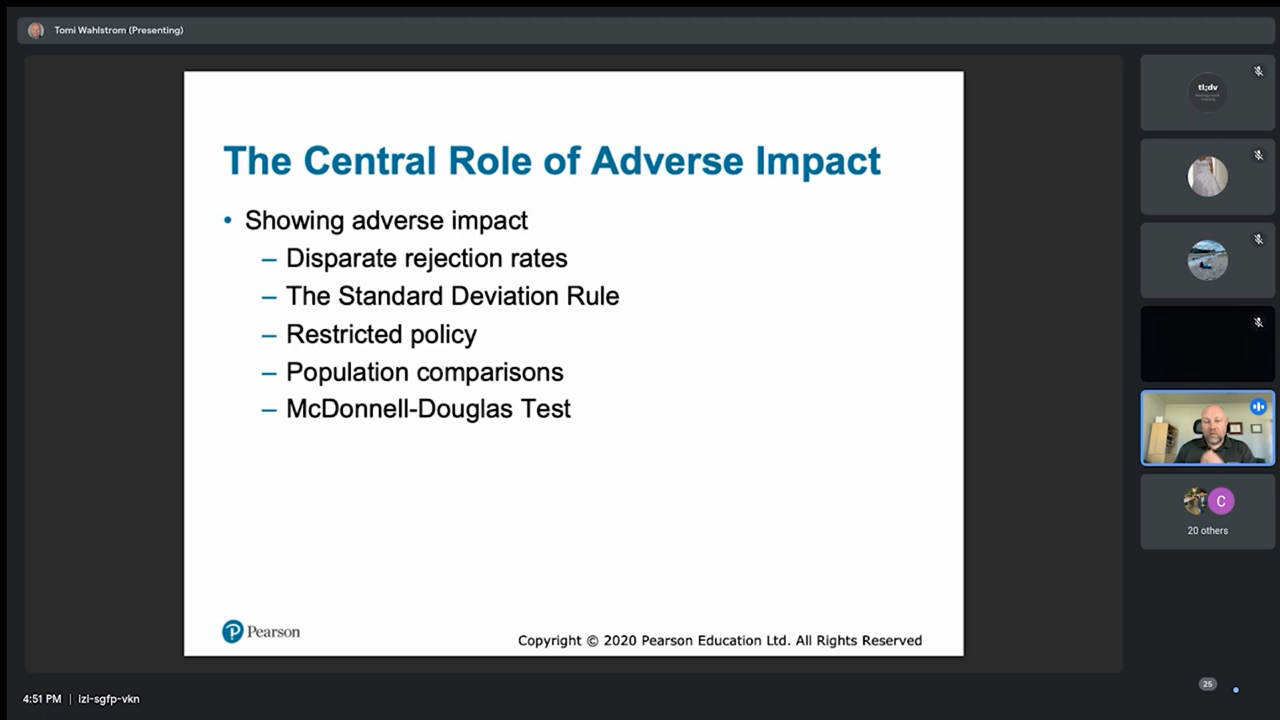 Tomi Wahlstrom (Presenting)
The Central Role of Adverse Impact
• Showing adverse impact
– Disparate rejection rates
– The Standard Deviation Rule
– Restricted policy
– Population comparisons
– McDonnell-Douglas Test
Pearson
Copyright © 2020 Pearson Education Ltd. All Rights Reserved
tl;dv
C
20 others
4:51 PM | izi-sgfp-vkn
25